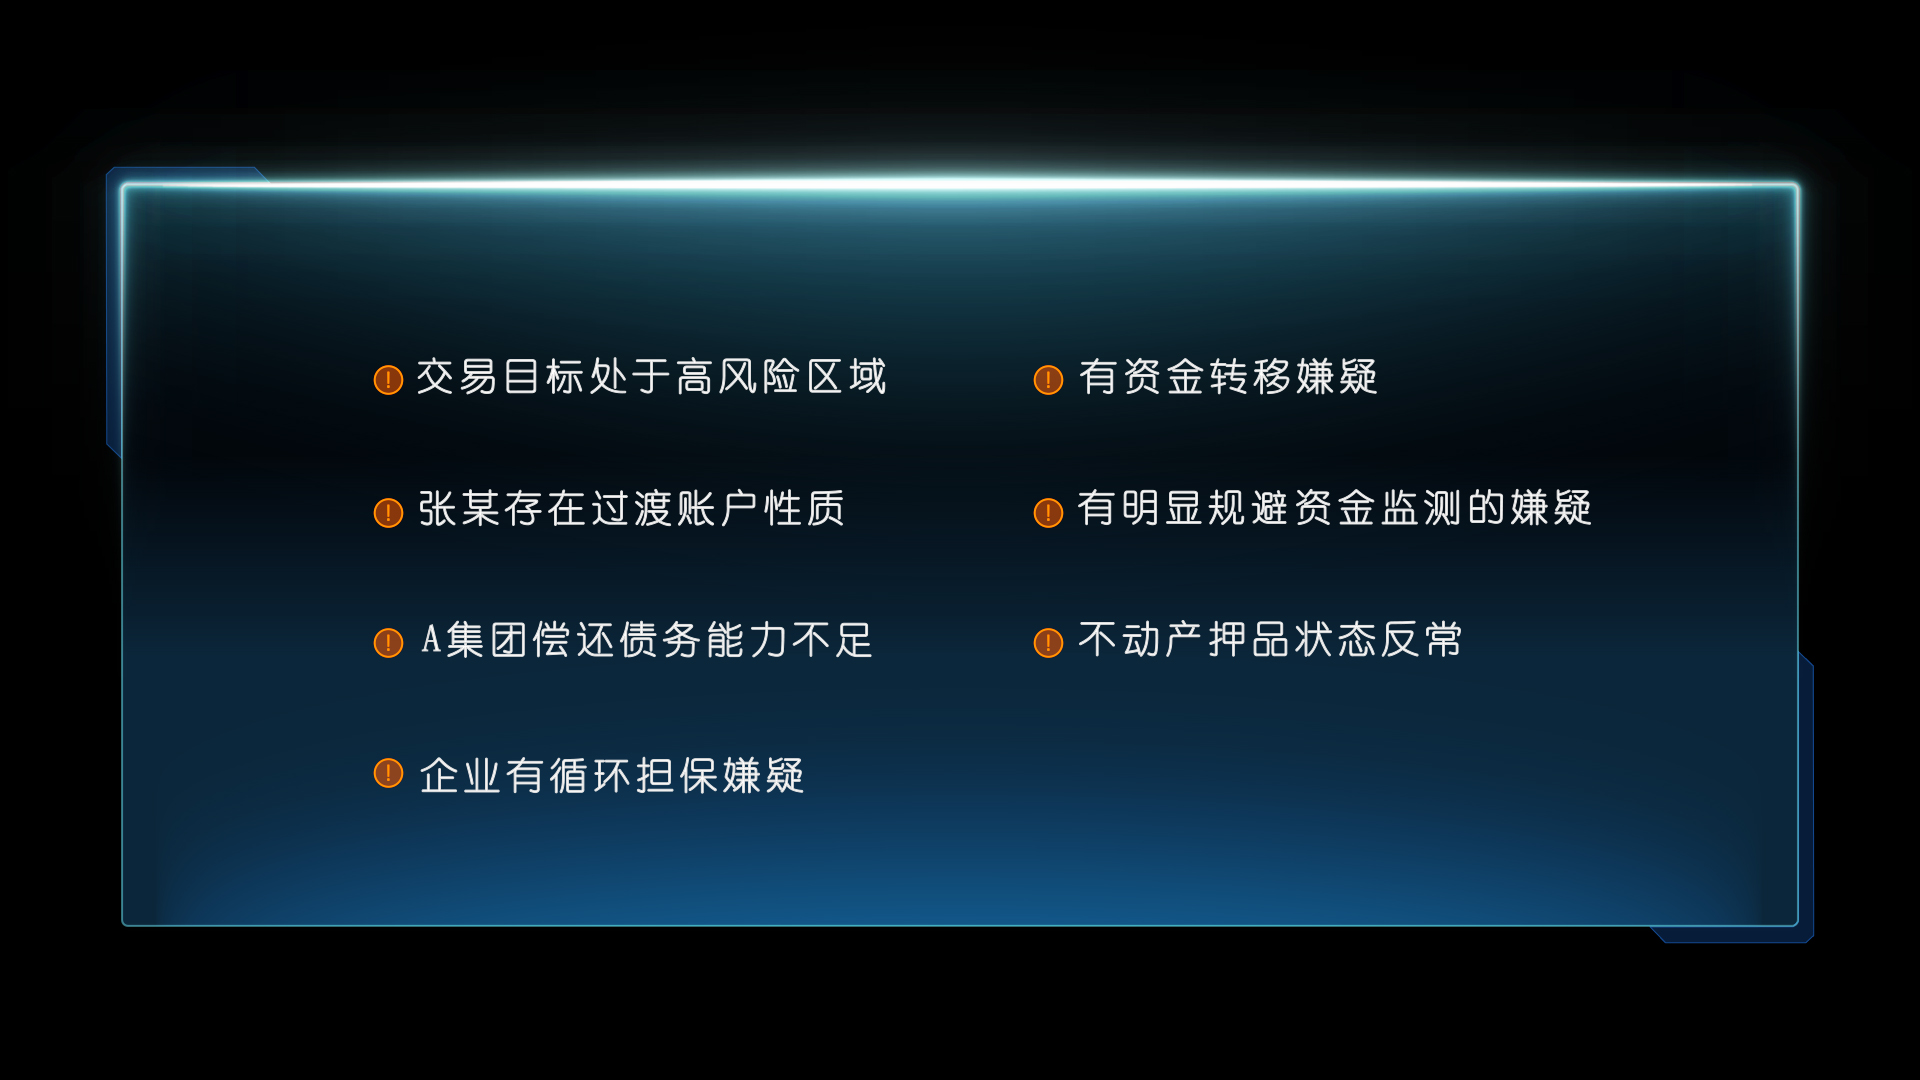 交易目标处于高风险区域
有资金转移嫌疑
张某存在过渡账户性质
有明显规避资金监测的嫌疑
A集团偿还债务能力不足
不动产押品状态反常
企业有循环担保嫌疑